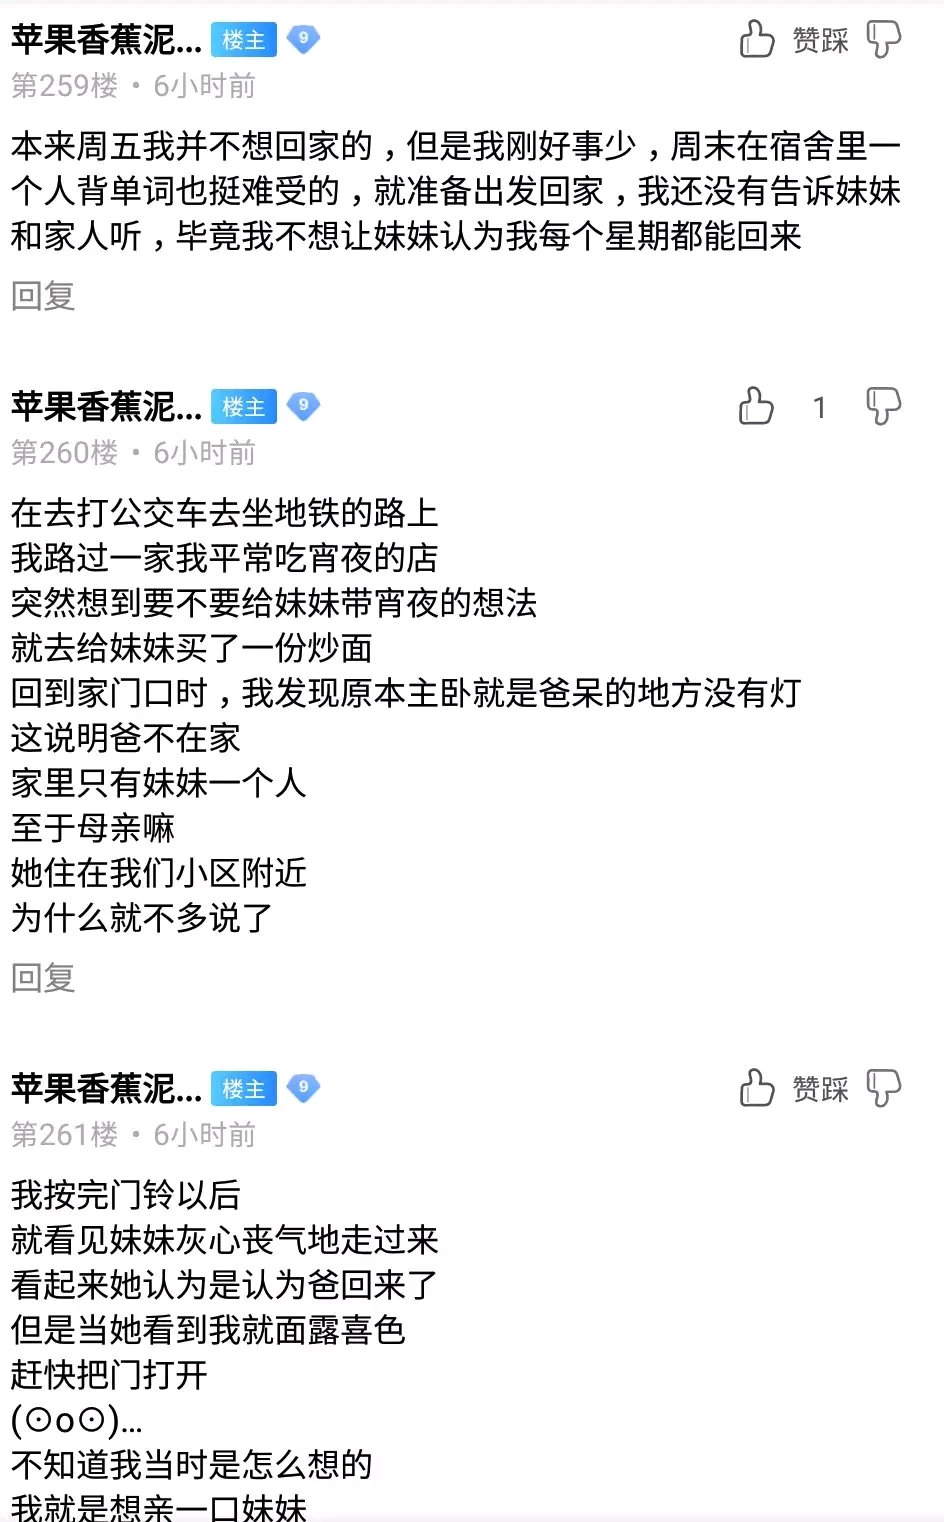 苹果香蕉泥... 楼主 9 赞踩
第259楼 · 6小时前
本来周五我并不想回家的，但是我刚好事少，周末在宿舍里一
个人背单词也挺难受的，就准备出发回家，我还没有告诉妹妹
和家人听，毕竟我不想让妹妹认为我每个星期都能回来
回复
苹果香蕉泥... 楼主 9 1
第260楼 · 6小时前
在去打公交车去坐地铁的路上
我路过一家我平常吃宵夜的店
突然想到要不要给妹妹带宵夜的想法
就去给妹妹买了一份炒面
回到家门口时，我发现原本主卧就是爸呆的地方没有灯
这说明爸不在家
家里只有妹妹一个人
至于母亲嘛
她住在我们小区附近
为什么就不多说了
回复
苹果香蕉泥... 楼主 9 赞踩
第261楼 · 6小时前
我按完门铃以后
就看见妹妹灰心丧气地走过来
看起来她认为是认为爸回来了
但是当她看到我就面露喜色
赶快把门打开
(⊙o⊙)...
不知道我当时是怎么想的
我就是想亲一口妹妹